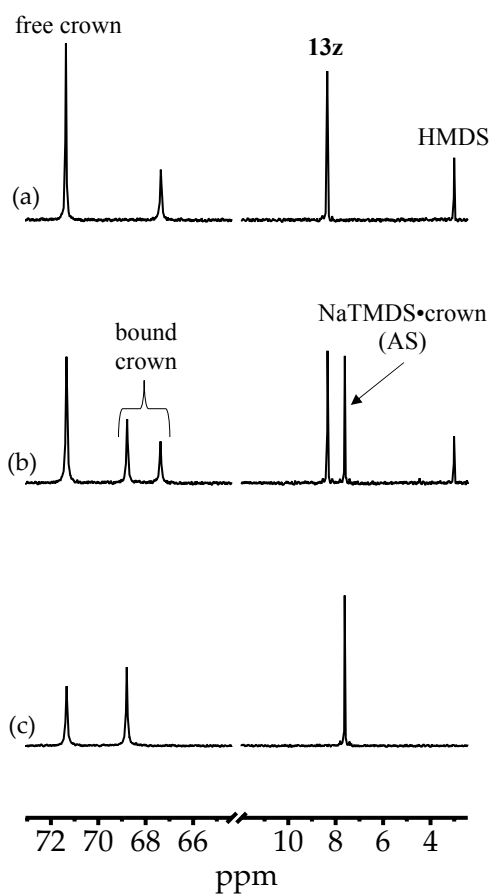 free crown
13z
HMDS
(a)
bound
crown
NaTMDS•crown
(AS)
(b)
(c)
72 70 68 66 10 8 6 4
ppm